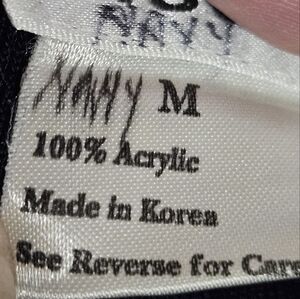 NAVY
NAVY M
100% Acrylic
Made in Korea
See Reverse for Care